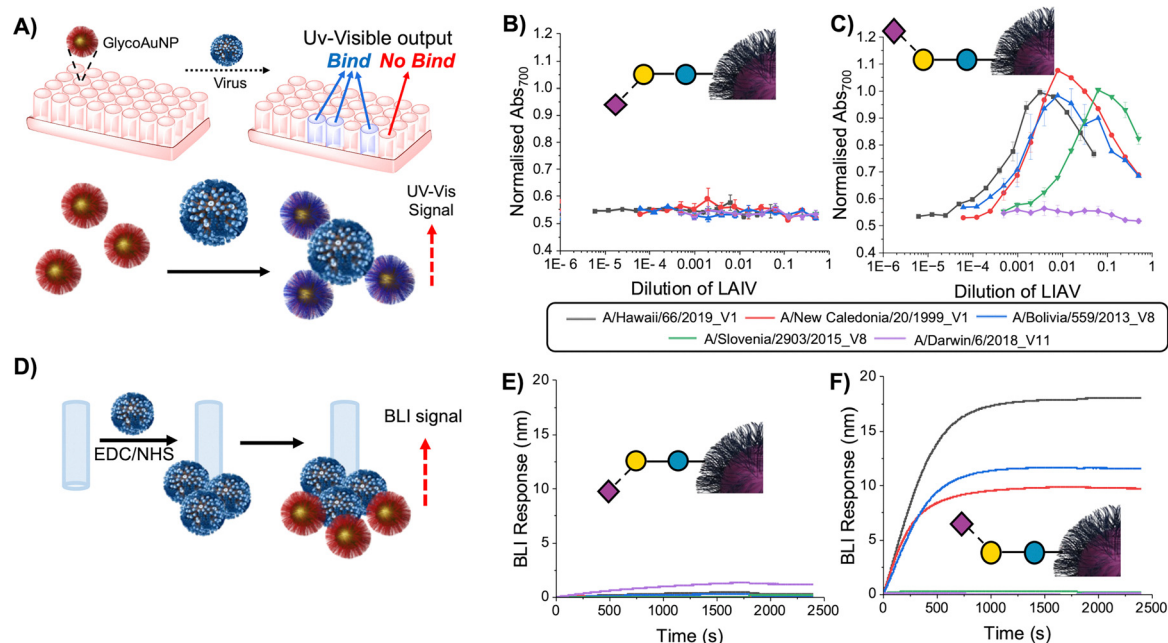 A)
GlycoAuNP
Virus
Uv-Visible output
Bind No Bind
UV-Vis
Signal
B)
Normalised Abs700
1.2
1.1
1.0
0.9
0.8
0.7
0.6
0.5
0.4
1E-6 1E-5 1E-4 0.001 0.01 0.1 1
Dilution of LAIV
C)
Normalised Abs700
1.2
1.1
1.0
0.9
0.8
0.7
0.6
0.5
0.4
1E-6 1E-5 1E-4 0.001 0.01 0.1 1
Dilution of LIAV
A/Hawaii/66/2019_V1 A/New Caledonia/20/1999_V1 A/Bolivia/559/2013_V8
A/Slovenia/2903/2015_V8 A/Darwin/6/2018_V11
D)
EDC/NHS
BLI signal
E)
BLI Response (nm)
20
15
10
5
0
0 500 1000 1500 2000 2500
Time (s)
F)
BLI Response (nm)
20
15
10
5
0
0 500 1000 1500 2000 2500
Time (s)